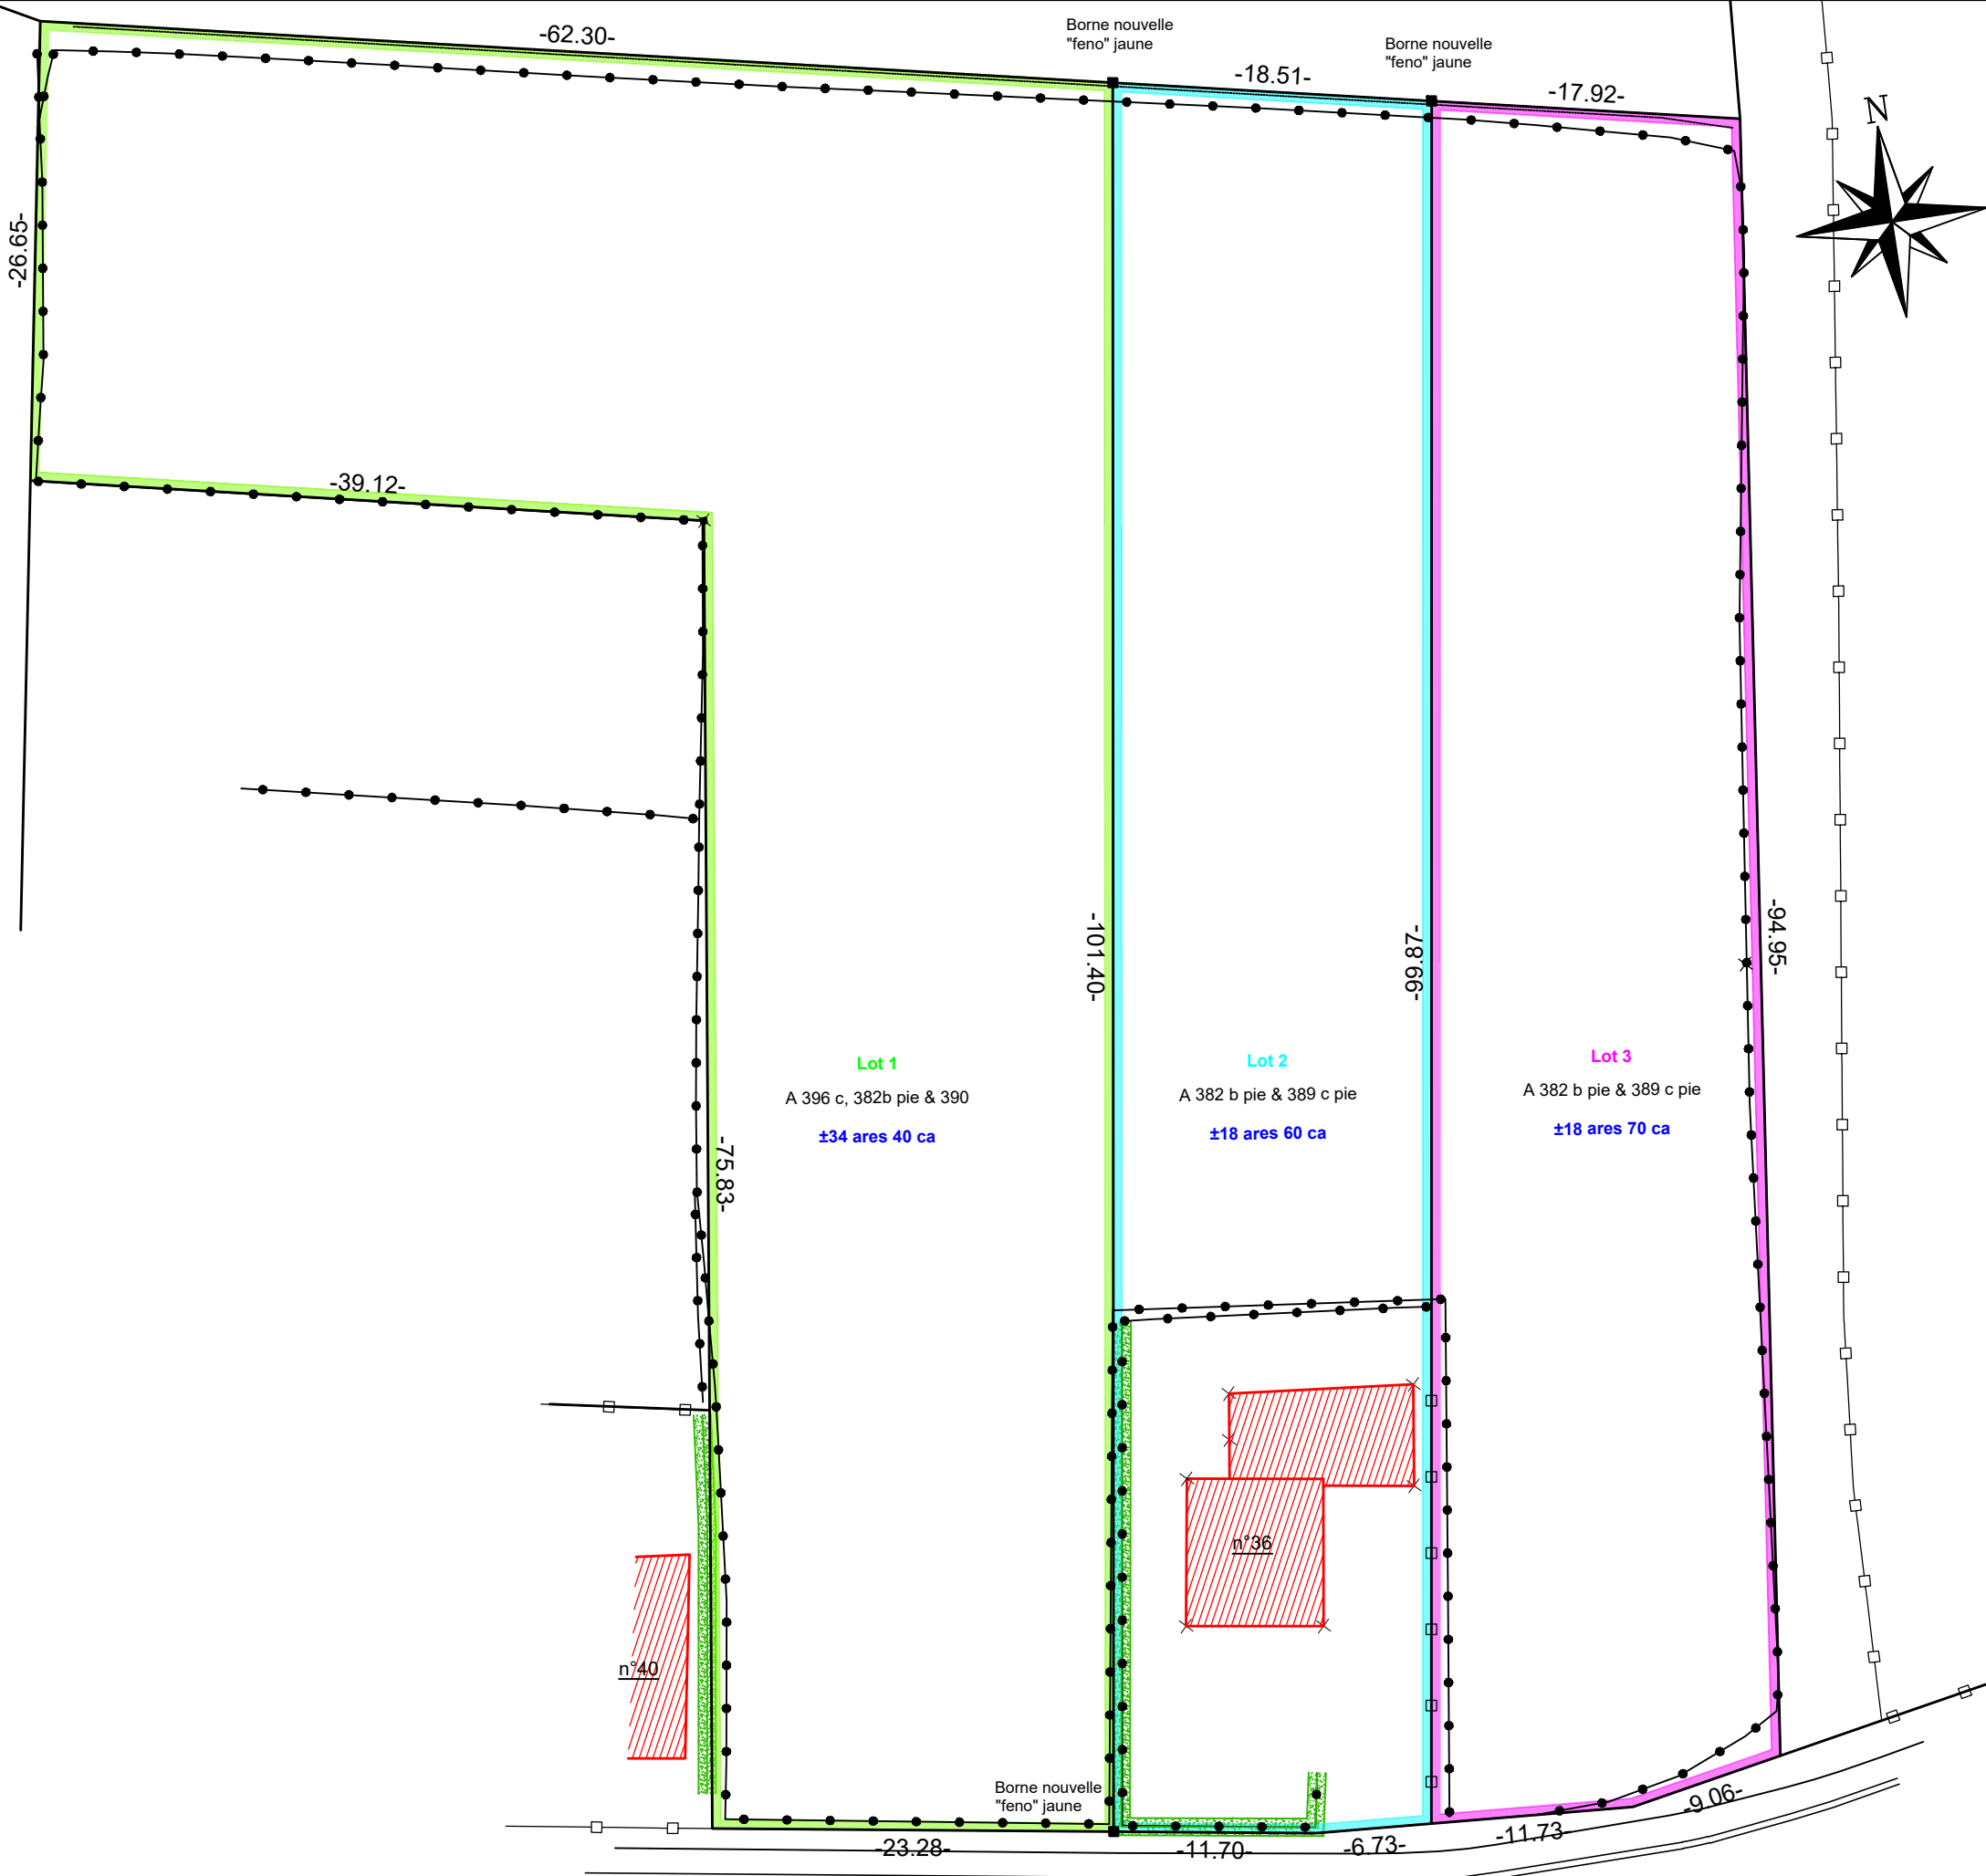 -62.30-
Borne nouvelle
"feno" jaune
-18.51-
Borne nouvelle
"feno" jaune
-17.92-
N
-26.65-
-39.12-
-101.40-
-99.87-
-94.95-
Lot 1
A 396 c, 382b pie & 390
±34 ares 40 ca
Lot 2
A 382 b pie & 389 c pie
±18 ares 60 ca
Lot 3
A 382 b pie & 389 c pie
±18 ares 70 ca
-75.83-
n°36
n°40
Borne nouvelle
"feno" jaune
-23.28-
-11.70-
-6.73-
-11.73-
-9.06-